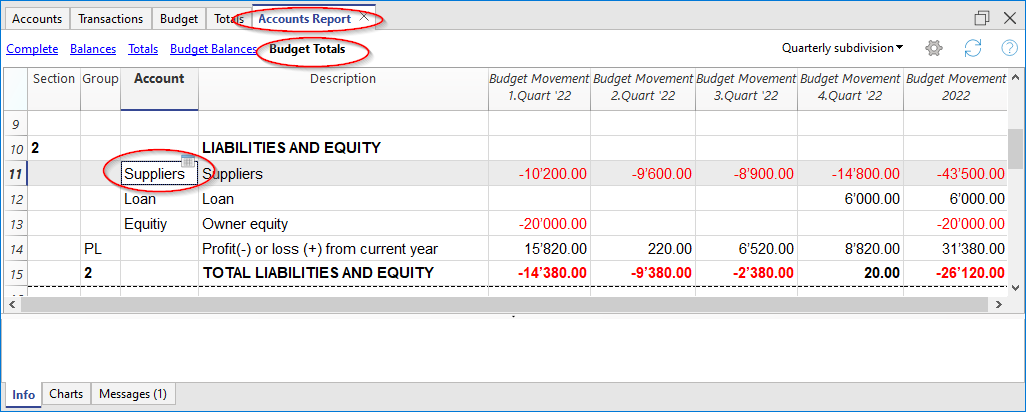 Accounts Transactions Budget Totals Accounts Report
Complete Balances Totals Budget Balances Budget Totals Quarterly subdivision
Section Group Account Description Budget Movement 1.Quart '22 Budget Movement 2.Quart '22 Budget Movement 3.Quart '22 Budget Movement 4.Quart '22 Budget Movement 2022
9
10 2 LIABILITIES AND EQUITY
11 Suppliers Suppliers -10’200.00 -9’600.00 -8’900.00 -14’800.00 -43’500.00
12 Loan Loan 6’000.00 6’000.00
13 Equitiy Owner equity -20’000.00 -20’000.00
14 PL Profit(-) or loss (+) from current year 15’820.00 220.00 6’520.00 8’820.00 31’380.00
15 2 TOTAL LIABILITIES AND EQUITY -14’380.00 -9’380.00 -2’380.00 20.00 -26’120.00
Info Charts Messages (1)